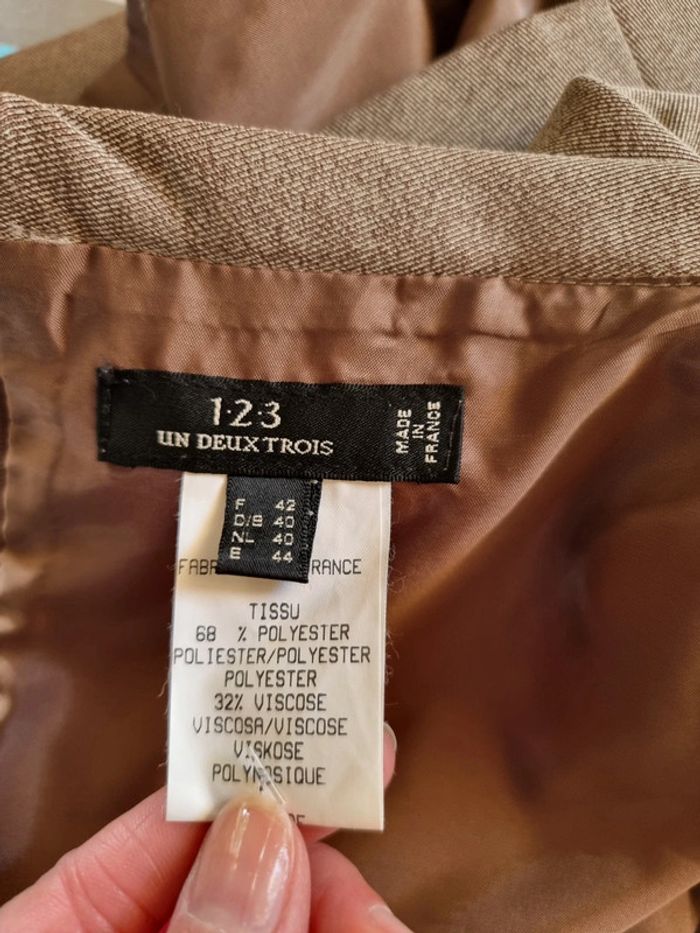 1·2·3
UN DEUX TROIS
MADE
IN
FRANCE
F 42
D/B 40
NL 40
E 44
FABR RANCE
TISSU
68 % POLYESTER
POLIESTER/POLYESTER
POLYESTER
32% VISCOSE
VISCOSA/VISCOSE
VISKOSE
POLYNOSIQUE